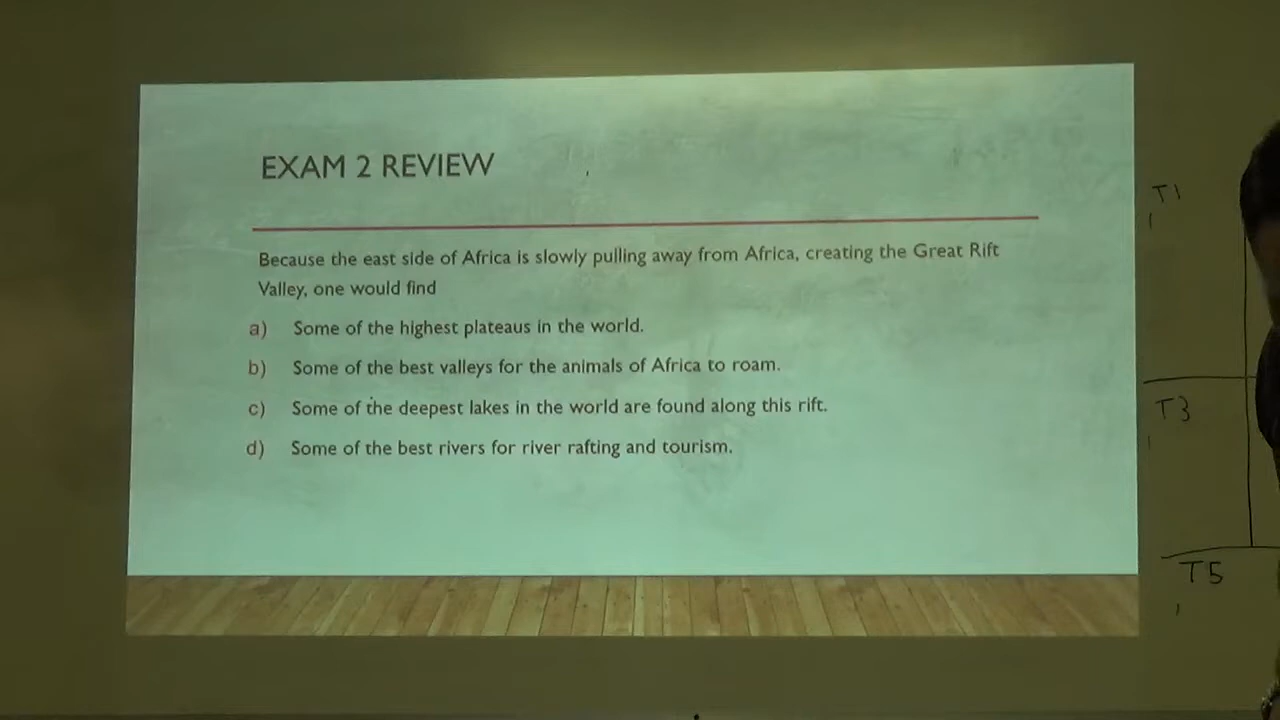 EXAM 2 REVIEW
Because the east side of Africa is slowly pulling away from Africa, creating the Great Rift
Valley, one would find
a) Some of the highest plateaus in the world.
b) Some of the best valleys for the animals of Africa to roam.
c) Some of the deepest lakes in the world are found along this rift.
d) Some of the best rivers for river rafting and tourism.
T1
T3
T5